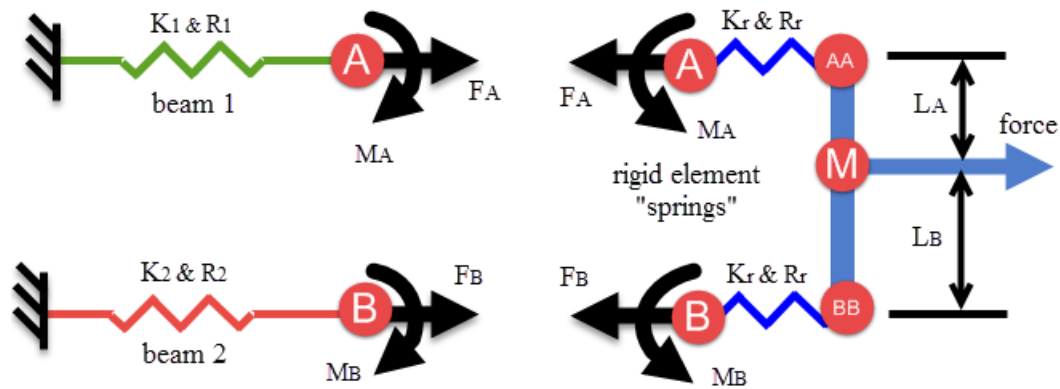 K1 & R1
A
FA
beam 1
MA
Kr & Rr
A
AA
FA
MA
LA
force
M
rigid element
"springs"
LB
K2 & R2
B
FB
beam 2
MB
FB
Kr & Rr
B
BB
MB